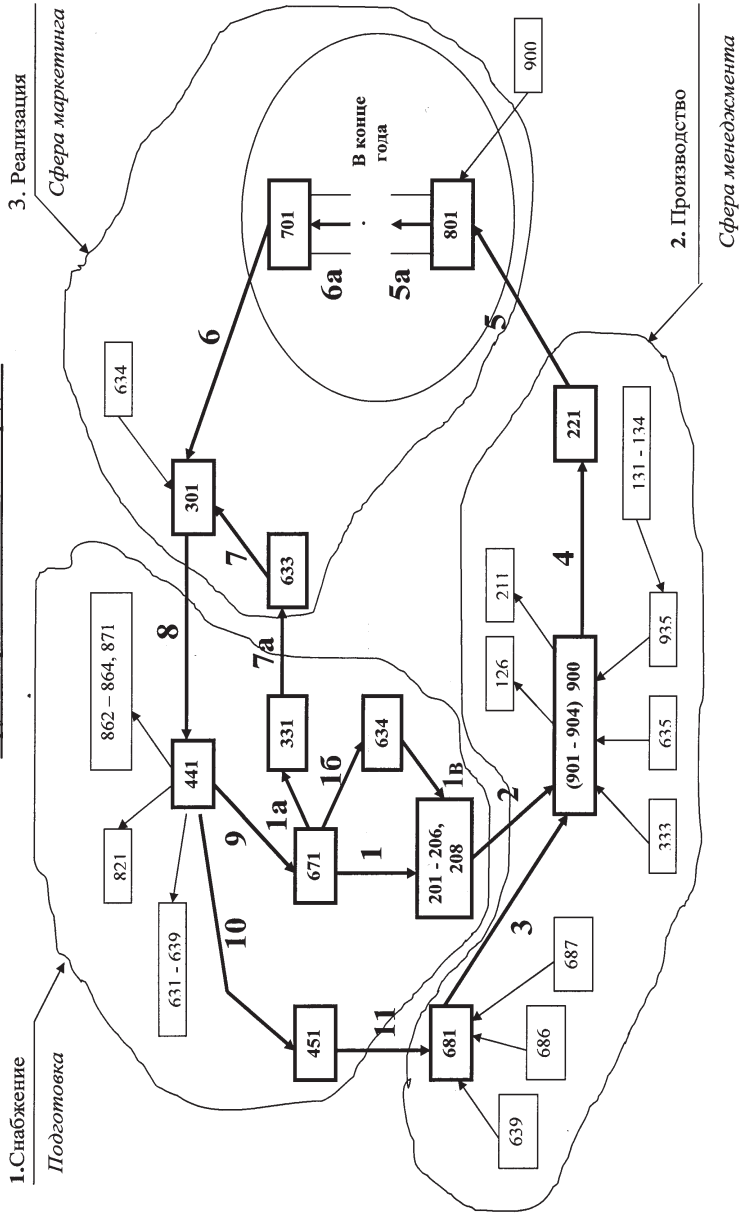 1.Снабжение
Подготовка
3. Реализация
Сфера маркетинга
2. Производство
Сфера менеджмента
821
862 – 864, 871
634
900
631 - 639
441
8
301
6
701
В конце
года
6а
5а
801
10
9
7
633
7а
331
1а
1б
671
634
1
1в
201 - 206,
208
451
11
2
5
681
3
(901 - 904) 900
4
221
126
211
131 - 134
639
686
687
333
635
935